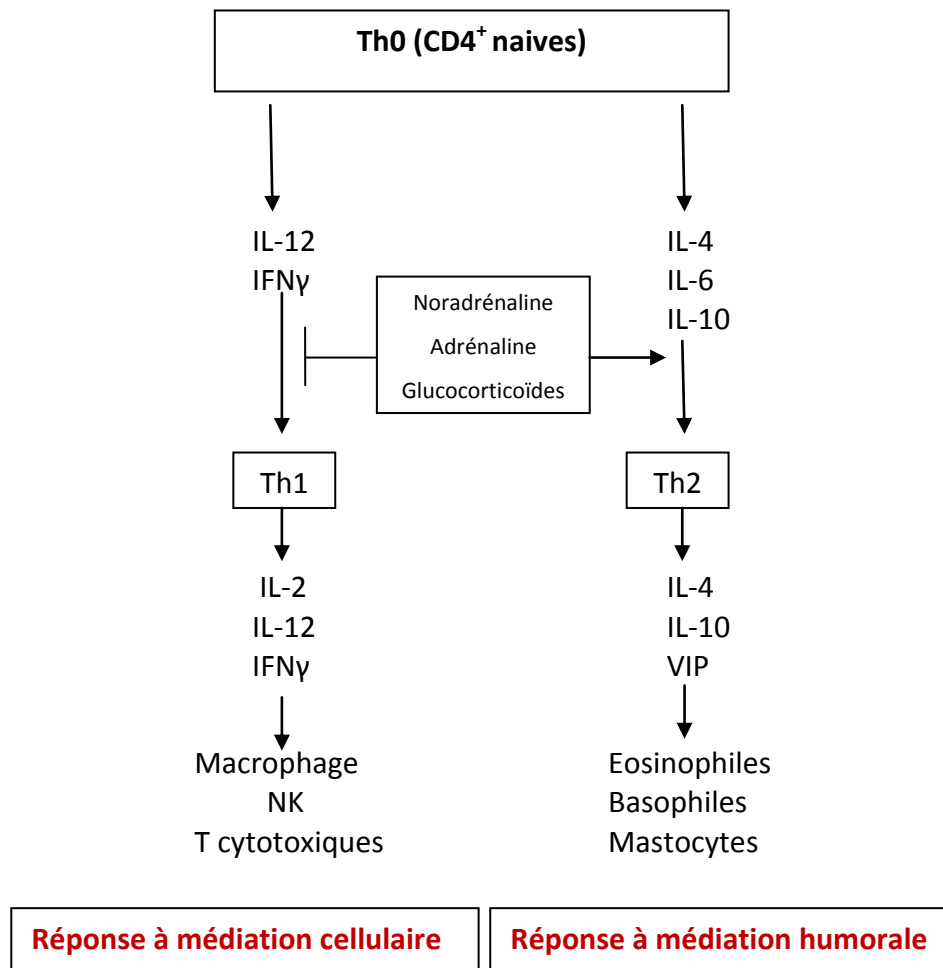 Th0 (CD4⁺ naives)
IL-12
IFNγ
IL-4
IL-6
IL-10
Noradrénaline
Adrénaline
Glucocorticoïdes
Th1
Th2
IL-2
IL-12
IFNγ
IL-4
IL-10
VIP
Macrophage
NK
T cytotoxiques
Eosinophiles
Basophiles
Mastocytes
Réponse à médiation cellulaire
Réponse à médiation humorale